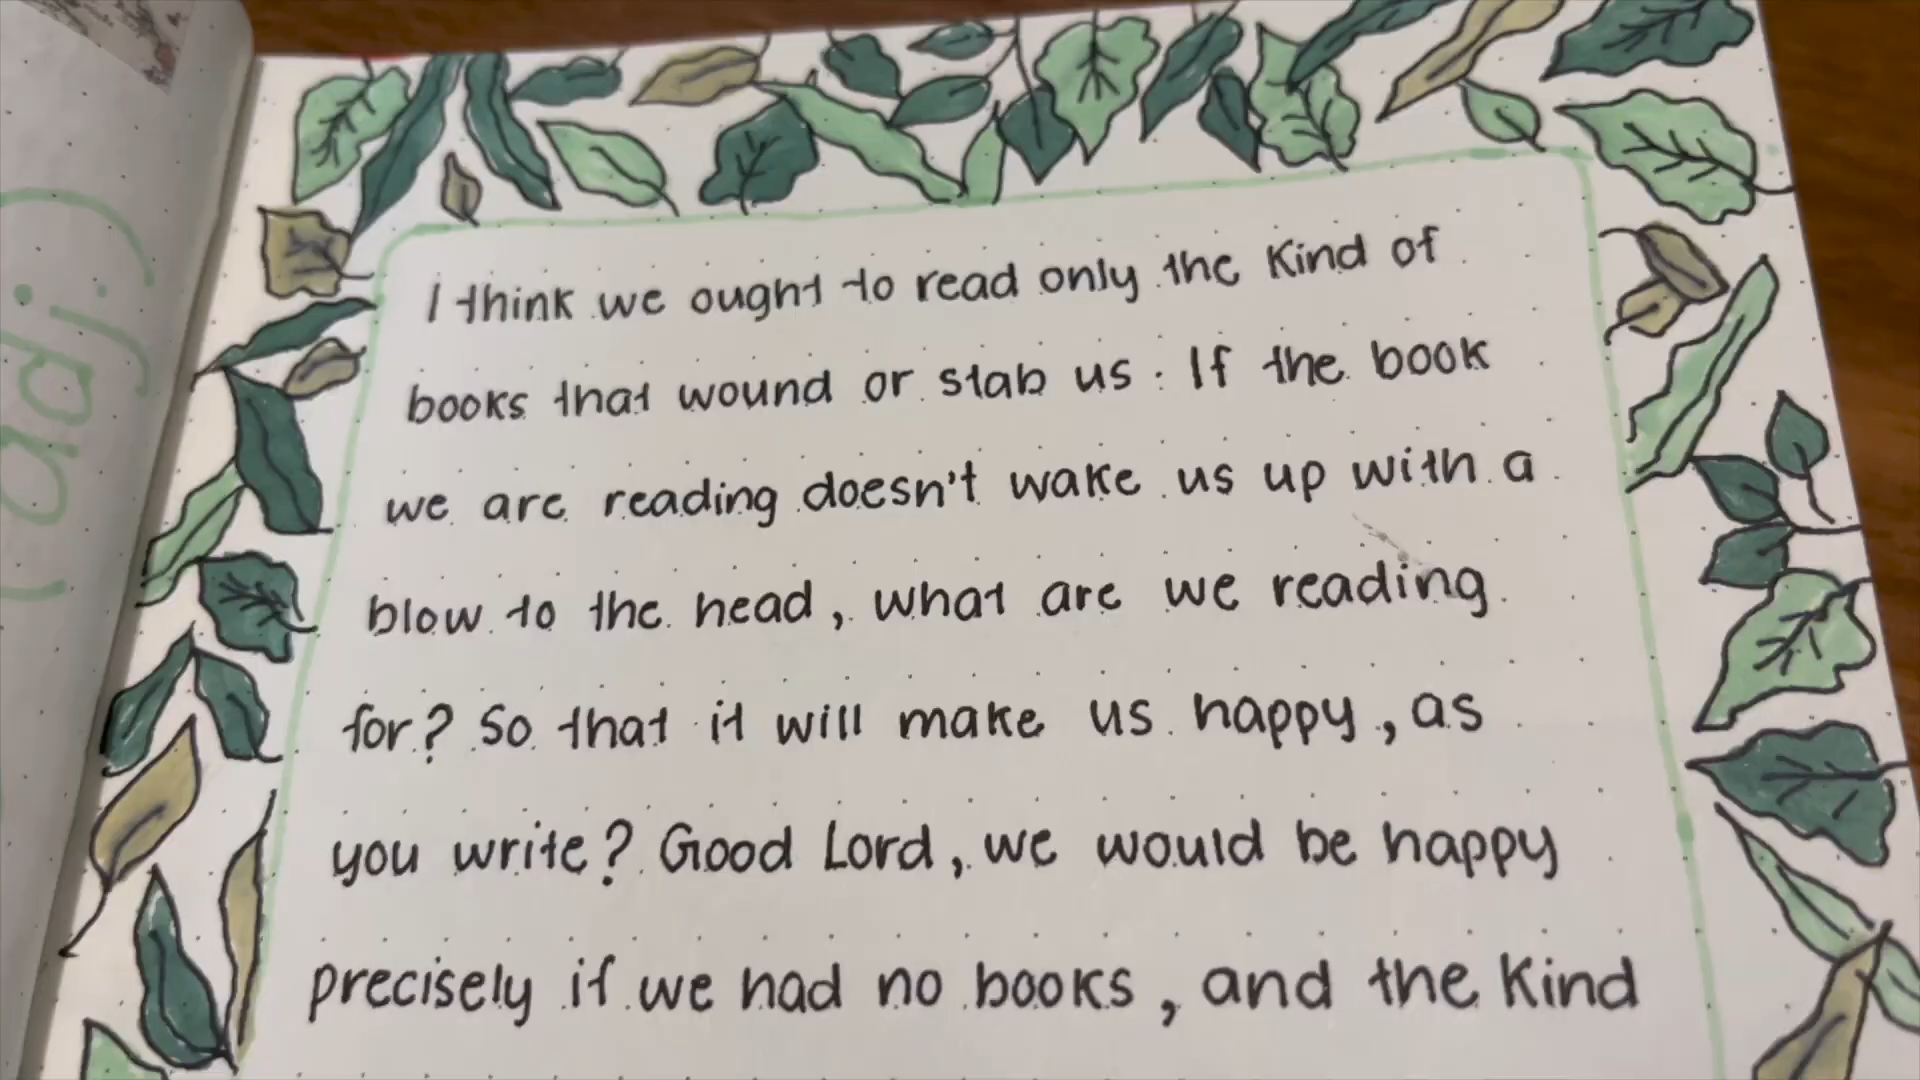 I think we ought to read only the kind of
books that wound or stab us. If the book
we are reading doesn't wake us up with a
blow to the head, what are we reading
for? So that it will make us happy, as
you write? Good Lord, we would be happy
precisely if we had no books, and the kind
(adj.)